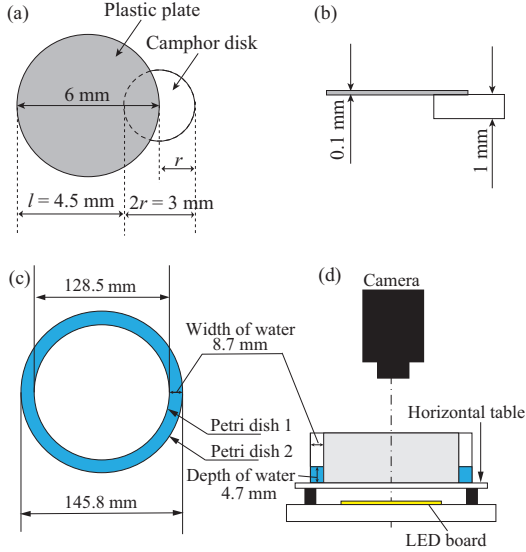 (a)
Plastic plate
Camphor disk
6 mm
r
l = 4.5 mm
2r = 3 mm
(b)
0.1 mm
1 mm
(c)
128.5 mm
Width of water
8.7 mm
Petri dish 1
Petri dish 2
Depth of water
4.7 mm
145.8 mm
(d)
Camera
Horizontal table
LED board